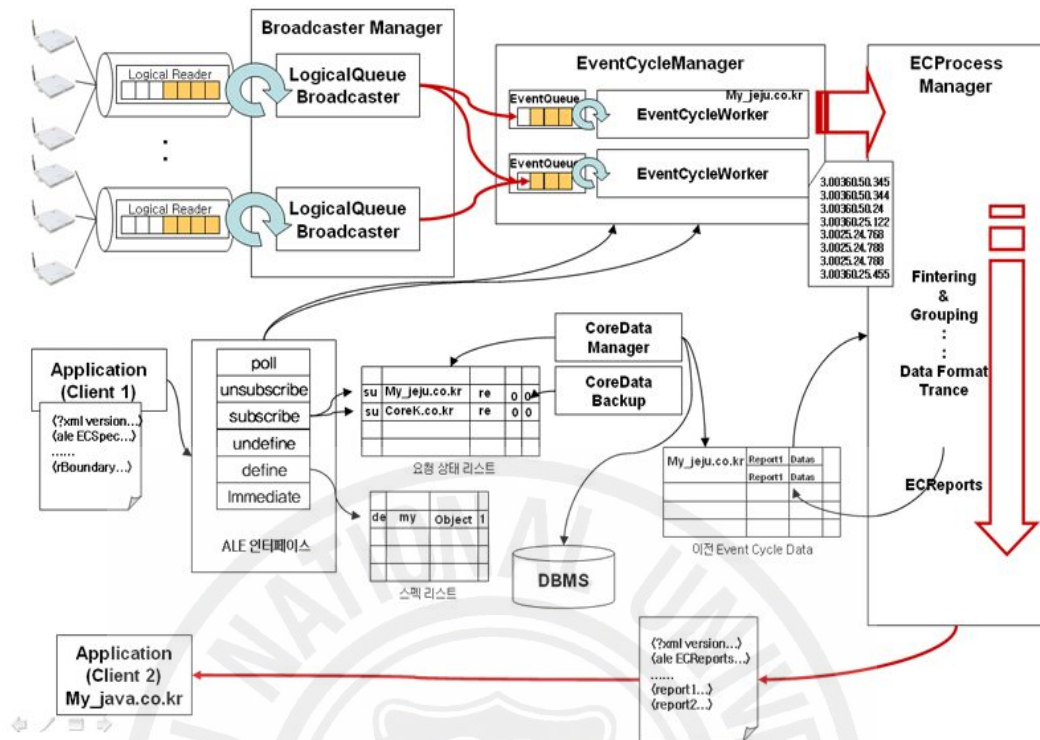 Broadcaster Manager
Logical Reader
LogicalQueue
Broadcaster
Logical Reader
LogicalQueue
Broadcaster
EventCycleManager
EventQueue
My_jeju.co.kr
EventCycleWorker
EventQueue
EventCycleWorker
ECProcess
Manager
3.00360.50.345
3.00360.50.344
3.00360.50.24
3.00360.25.122
3.0025.24.768
3.0025.24.788
3.0025.24.788
3.00360.25.455
Fintering
&
Grouping
Data Format
Trance
ECReports
Application
(Client 1)
⟨?xml version...⟩
⟨ale ECSpec...⟩
......
⟨rBoundary...⟩
poll
unsubscribe
subscribe
undefine
define
Immediate
ALE 인터페이스
su My_jeju.co.kr re 0 0
su CoreK.co.kr re 0 0
요청 상태 리스트
de my Object 1
스펙 리스트
CoreData
Manager
CoreData
Backup
DBMS
My_jeju.co.kr Report1 Datas
Report1 Datas
이전 Event Cycle Data
Application
(Client 2)
My_java.co.kr
⟨?xml version...⟩
⟨ale ECReports...⟩
......
⟨report1...⟩
⟨report2...⟩
NATIONAL UNIV